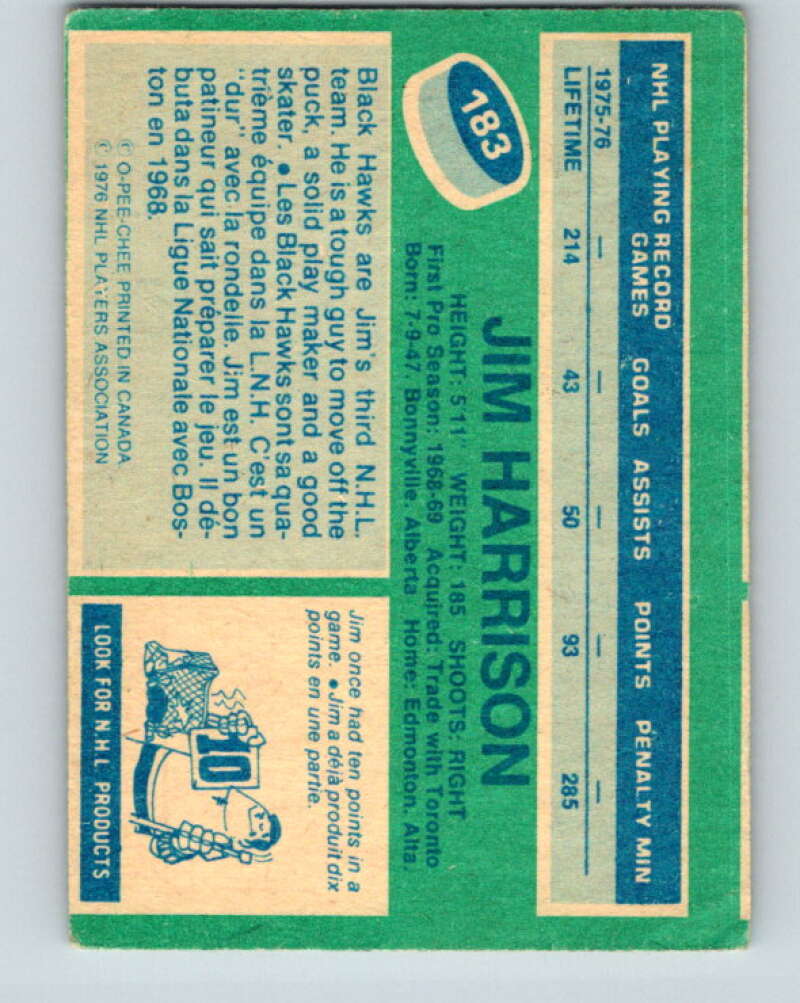 183
NHL PLAYING RECORD
GAMES GOALS ASSISTS POINTS PENALTY MIN
1975-76 — — — — —
LIFETIME 214 43 50 93 285
JIM HARRISON
HEIGHT: 5'11' WEIGHT: 185 SHOOTS: RIGHT
First Pro Season: 1968-69 Acquired: Trade with Toronto
Born: 7-9-47, Bonnyville, Alberta Home: Edmonton, Alta.
Black Hawks are Jim's third N.H.L.
team. He is a tough guy to move off the
puck, a solid play maker and a good
skater. ● Les Black Hawks sont sa qua-
trième équipe dans la L.N.H. C'est un
"dur" avec la rondelle. Jim est un bon
patineur qui sait préparer le jeu. Il dé-
buta dans la Ligue Nationale avec Bos-
ton en 1968.
© O-PEE-CHEE PRINTED IN CANADA
© 1976 NHL PLAYERS ASSOCIATION
Jim once had ten points in a
game. ● Jim a déjà produit dix
points en une partie.
10
LOOK FOR N.H.L. PRODUCTS